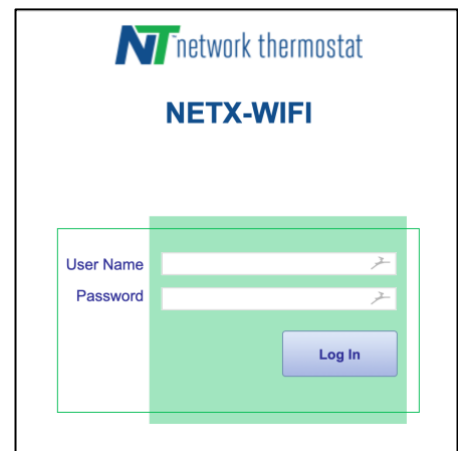 NT network thermostat
NETX-WIFI
User Name
Password
Log In